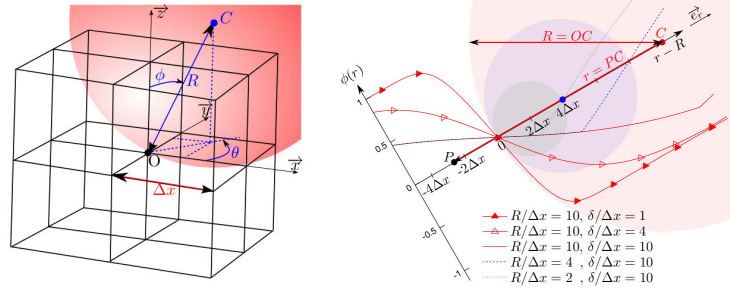 z
C
ϕ
R
y
O
θ
x
Δx
e_r
R = OC
C
r = PC
r − R
ϕ(r)
1
0.5
0
-0.5
-1
2Δx 4Δx
0
P
-2Δx
-4Δx
R/Δx = 10, δ/Δx = 1
R/Δx = 10, δ/Δx = 4
R/Δx = 10, δ/Δx = 10
R/Δx = 4 , δ/Δx = 10
R/Δx = 2 , δ/Δx = 10